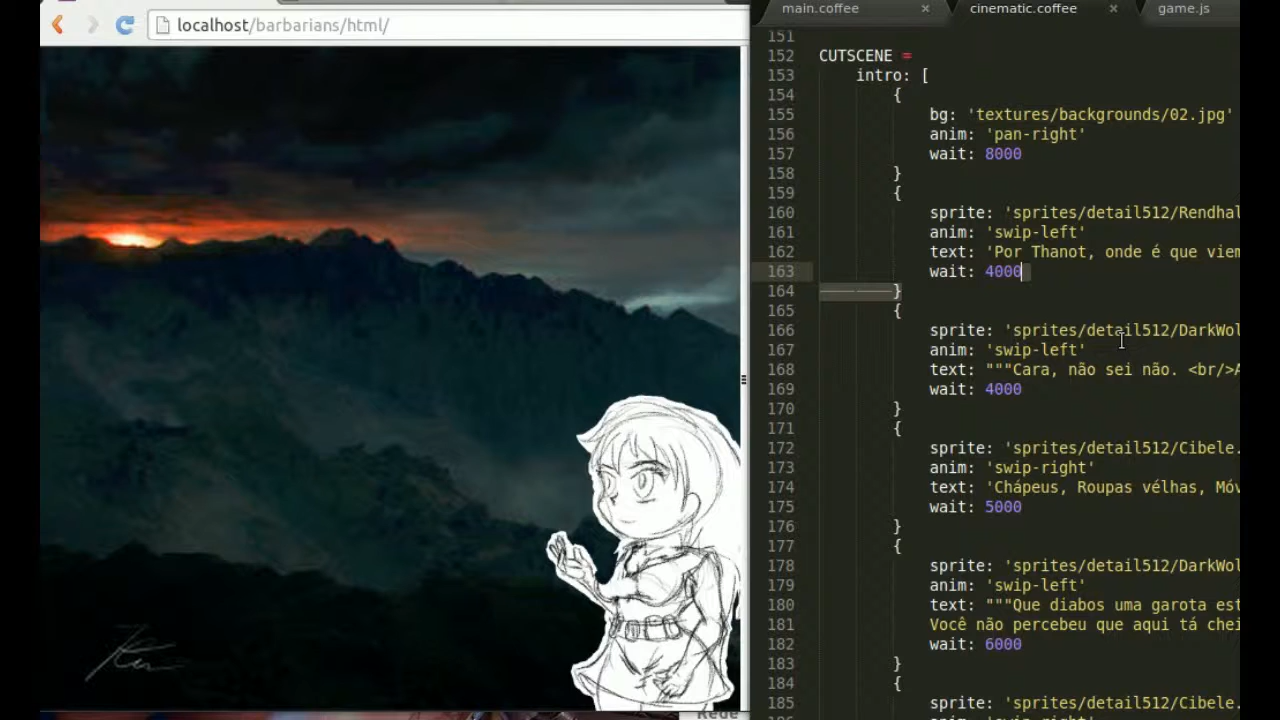 localhost/barbarians/html/
main.coffee × cinematic.coffee × game.js
151
152 CUTSCENE =
153 intro: [
154 {
155 bg: 'textures/backgrounds/02.jpg'
156 anim: 'pan-right'
157 wait: 8000
158 }
159 {
160 sprite: 'sprites/detail512/Rendhal
161 anim: 'swip-left'
162 text: 'Por Thanot, onde é que viem
163 wait: 4000
164 }
165 {
166 sprite: 'sprites/detail512/DarkWol
167 anim: 'swip-left'
168 text: """Cara, não sei não. <br/>A
169 wait: 4000
170 }
171 {
172 sprite: 'sprites/detail512/Cibele.
173 anim: 'swip-right'
174 text: 'Chápeus, Roupas vélhas, Móv
175 wait: 5000
176 }
177 {
178 sprite: 'sprites/detail512/DarkWol
179 anim: 'swip-left'
180 text: """Que diabos uma garota est
181 Você não percebeu que aqui tá chei
182 wait: 6000
183 }
184 {
185 sprite: 'sprites/detail512/Cibele.
Rede